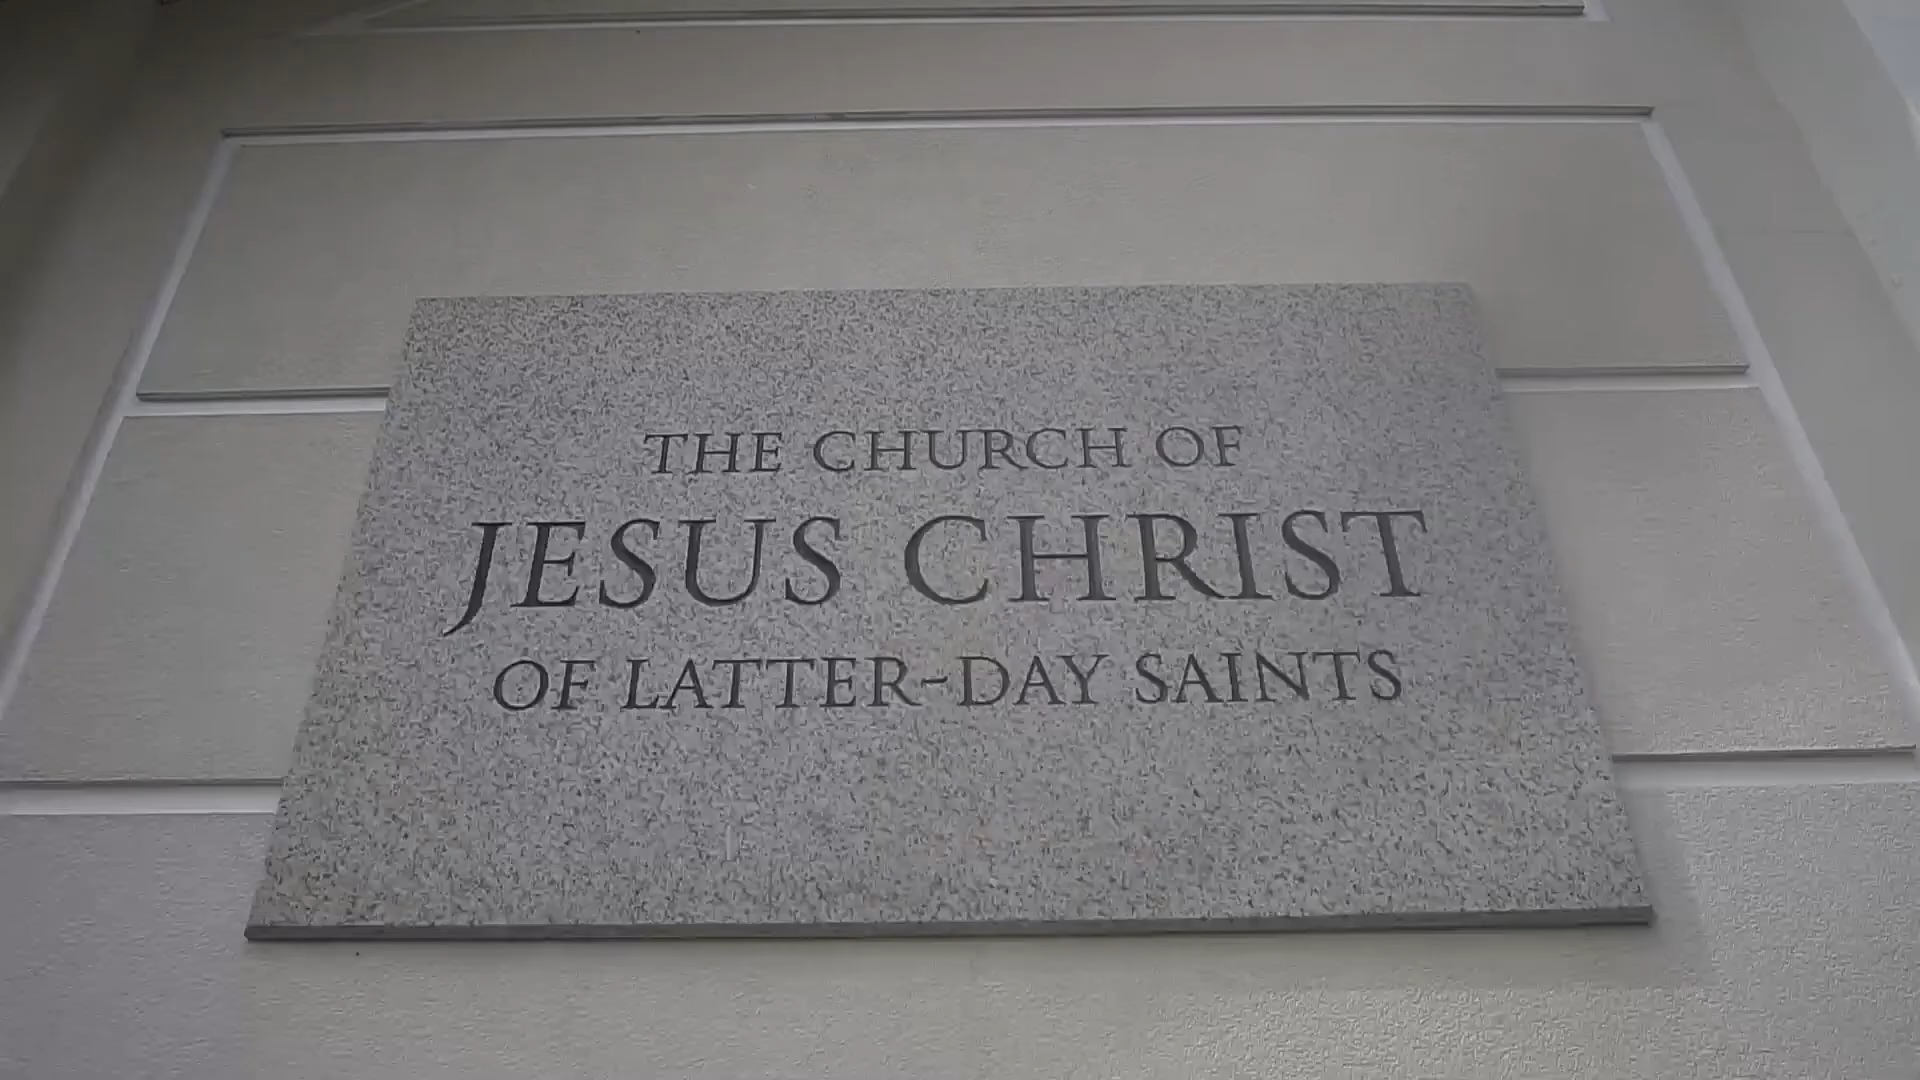 THE CHURCH OF
JESUS CHRIST
OF LATTER-DAY SAINTS